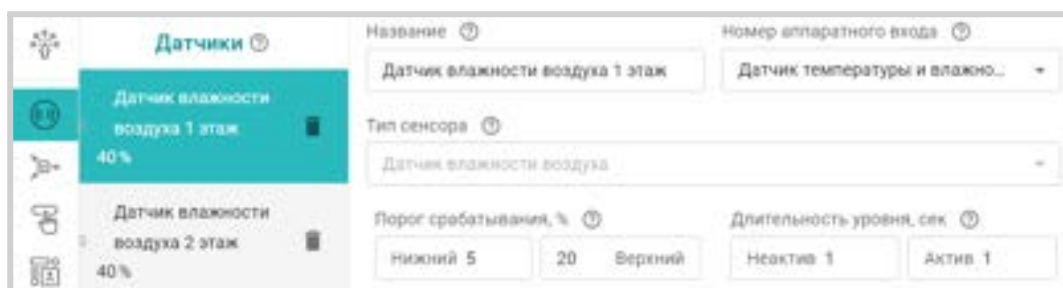 Датчики
Датчик влажности
воздуха 1 этаж
40 %
Датчик влажности
воздуха 2 этаж
40 %
Название
Номер аппаратного входа
Датчик влажности воздуха 1 этаж
Датчик температуры и влажно...
Тип сенсора
Датчик влажности воздуха
Порог срабатывания, %
Длительность уровня, сек
Нижний 5
20 Верхний
Неактив 1
Актив 1